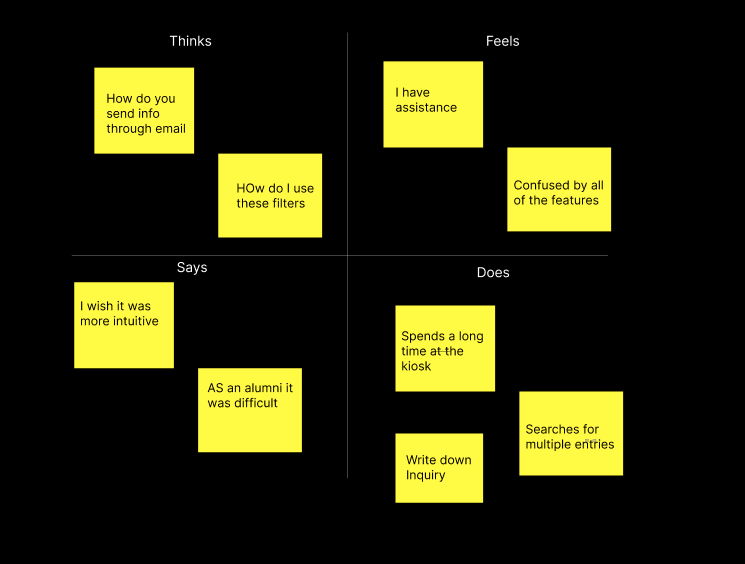 Thinks
How do you
send info
through email
HOw do I use
these filters
Feels
I have
assistance
Confused by all
of the features
Says
I wish it was
more intuitive
AS an alumni it
was difficult
Does
Spends a long
time at the
kiosk
Searches for
multiple entries
Write down
Inquiry